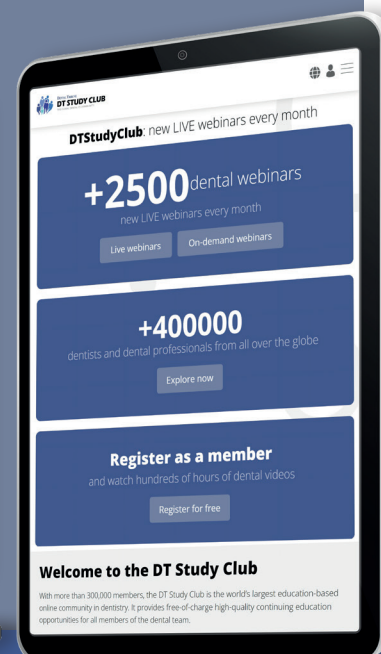 DENTAL TRIBUNE
DT STUDY CLUB
DTStudyClub: new LIVE webinars every month
+2500 dental webinars
new LIVE webinars every month
Live webinars
On-demand webinars
+400000
dentists and dental professionals from all over the globe
Explore now
Register as a member
and watch hundreds of hours of dental videos
Register for free
Welcome to the DT Study Club
With more than 300,000 members, the DT Study Club is the world's largest education-based
online community in dentistry. It provides free-of-charge high-quality continuing education
opportunities for all members of the dental team.